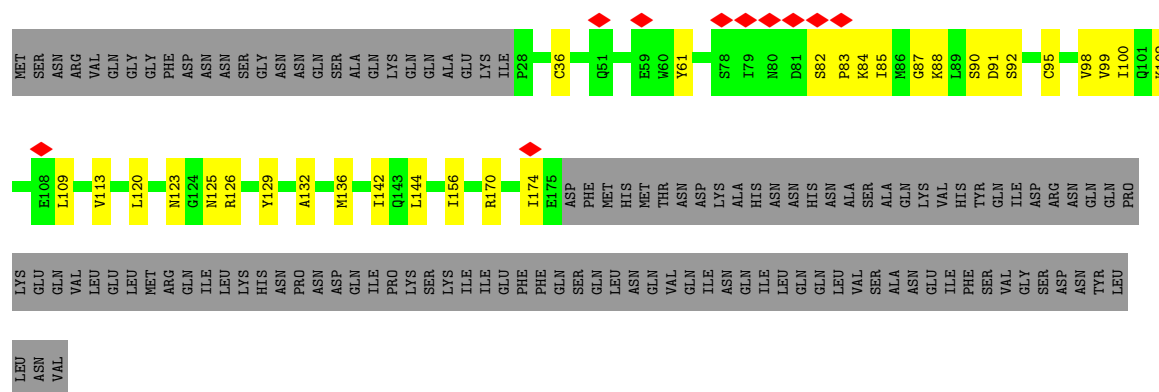 MET SER ASN ARG VAL GLN GLY GLY PHE ASP ASN ASN SER GLY ASN ASN GLN SER ALA GLN LYS GLN GLN ALA GLU LYS ILE P28 C36 Q51 E59 W60 Y61 S78 I79 N80 D81 S82 P83 K84 I85 M86 G87 K88 L89 S90 D91 S92 C95 V98 V99 I100 Q101
E108 L109 V113 L120 N123 G124 N125 R126 Y129 A132 M136 I142 Q143 L144 I156 R170 I174 E175 ASP PHE MET HIS MET THR ASN ASP LYS ALA HIS ASN ASN HIS ASN ALA SER ALA GLN LYS VAL HIS TYR GLN ILE ASP ARG ASN GLN GLN PRO
LYS GLU GLN VAL LEU GLU LEU MET ARG GLN ILE LEU LYS HIS ASN PRO ASN ASP GLN ILE PRO LYS SER LYS ILE ILE GLU PHE PHE GLN SER GLN LEU ASN GLN VAL GLN ILE ASN GLN ILE LEU GLN GLN LEU VAL SER ALA ASN GLU ILE PHE SER VAL GLY SER ASP ASN TYR LEU
LEU ASN VAL